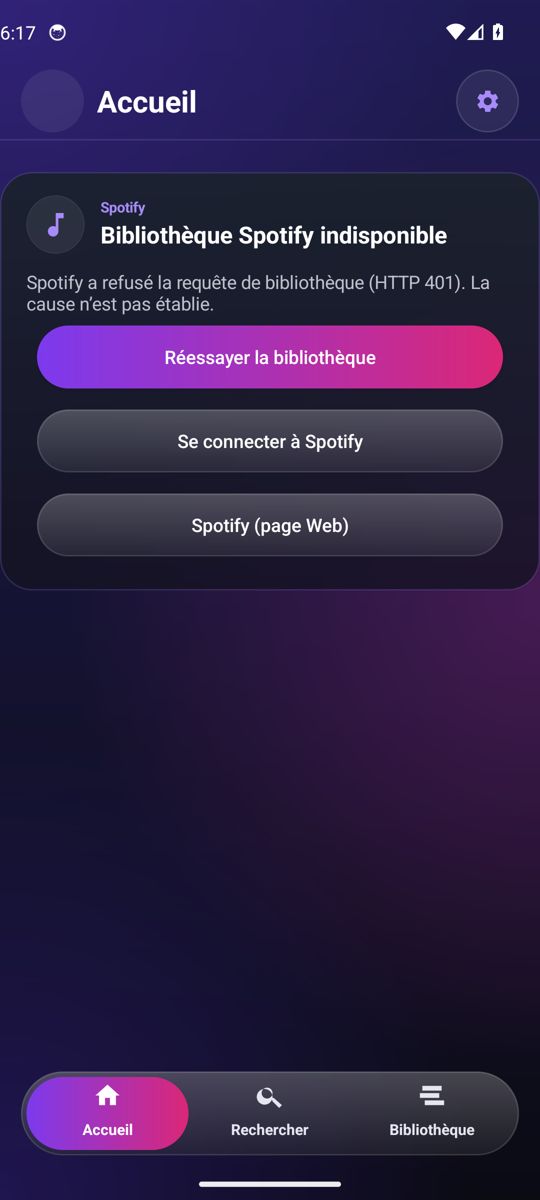 6:17
Accueil
Spotify
Bibliothèque Spotify indisponible
Spotify a refusé la requête de bibliothèque (HTTP 401). La
cause n’est pas établie.
Réessayer la bibliothèque
Se connecter à Spotify
Spotify (page Web)
Accueil
Rechercher
Bibliothèque